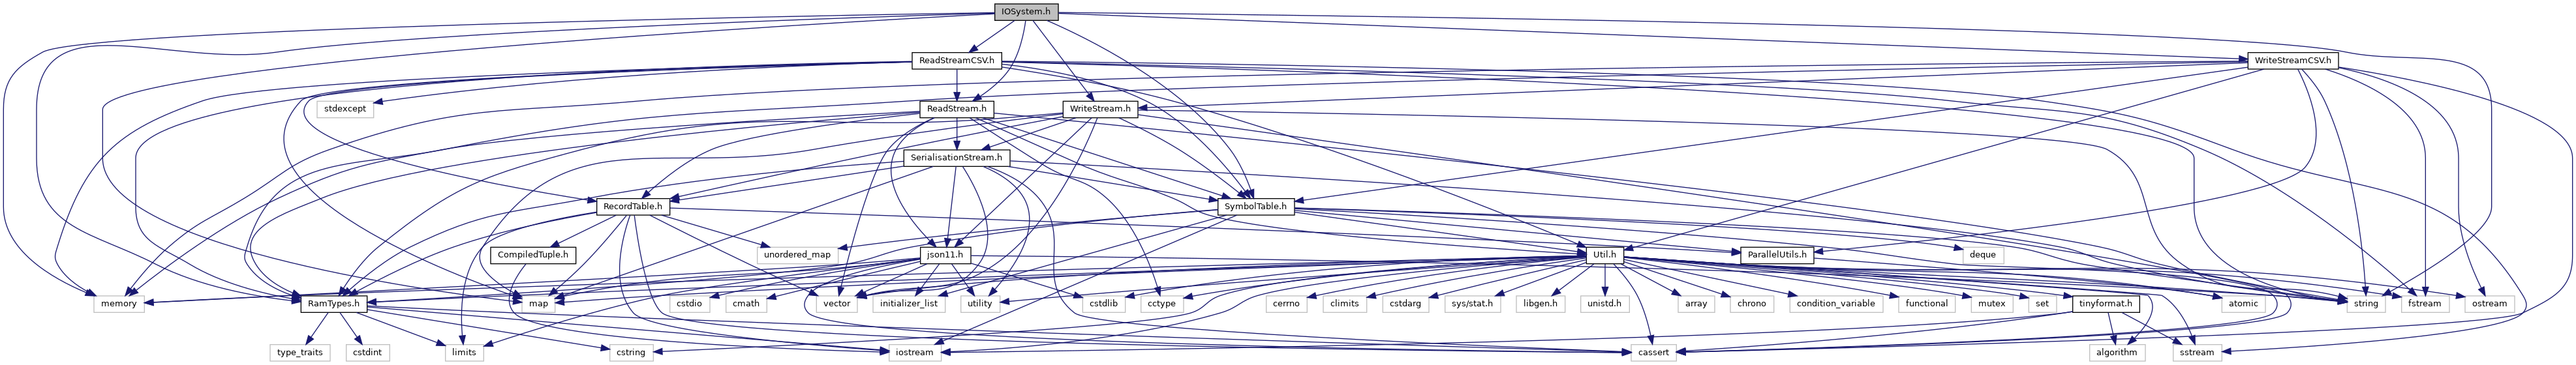 IOSystem.h
ReadStreamCSV.h
WriteStreamCSV.h
stdexcept
ReadStream.h
WriteStream.h
SerialisationStream.h
RecordTable.h
SymbolTable.h
CompiledTuple.h
unordered_map
json11.h
Util.h
ParallelUtils.h
deque
memory
RamTypes.h
map
cstdio
cmath
vector
initializer_list
utility
cstdlib
cctype
cerrno
climits
cstdarg
sys/stat.h
libgen.h
unistd.h
array
chrono
condition_variable
functional
mutex
set
tinyformat.h
atomic
string
fstream
ostream
type_traits
cstdint
limits
cstring
iostream
cassert
algorithm
sstream